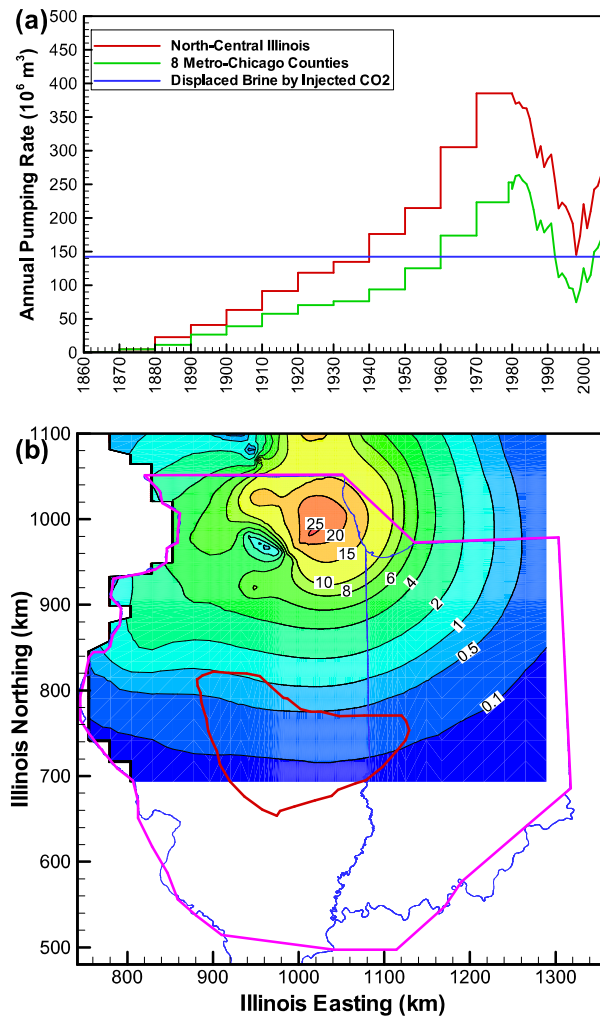 (a)
500
450
400
350
300
250
200
150
100
50
0
Annual Pumping Rate (10^6 m^3)
North-Central Illinois
8 Metro-Chicago Counties
Displaced Brine by Injected CO2
1860 1870 1880 1890 1900 1910 1920 1930 1940 1950 1960 1970 1980 1990 2000
(b)
1100
1000
900
800
700
600
500
Illinois Northing (km)
25
20
15
10
8
6
4
2
1
0.5
0.1
800 900 1000 1100 1200 1300
Illinois Easting (km)